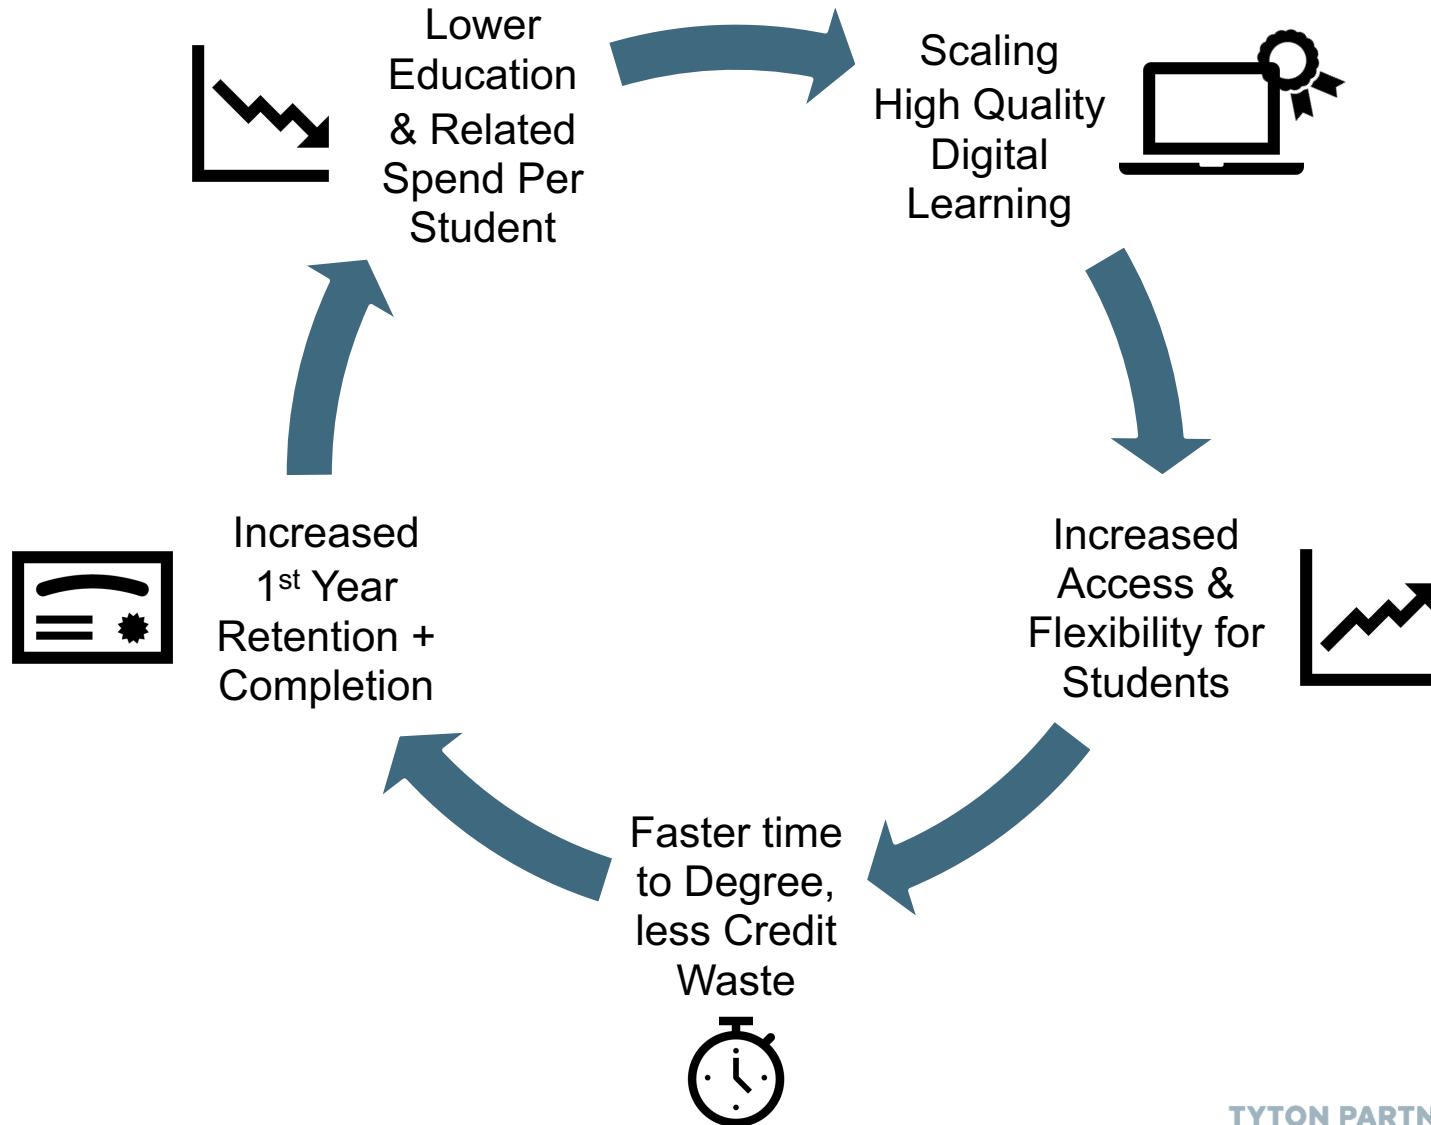 Lower
Education
& Related
Spend Per
Student
Scaling
High Quality
Digital
Learning
Increased
Access &
Flexibility for
Students
Faster time
to Degree,
less Credit
Waste
Increased
1st Year
Retention +
Completion
TYTON PARTN